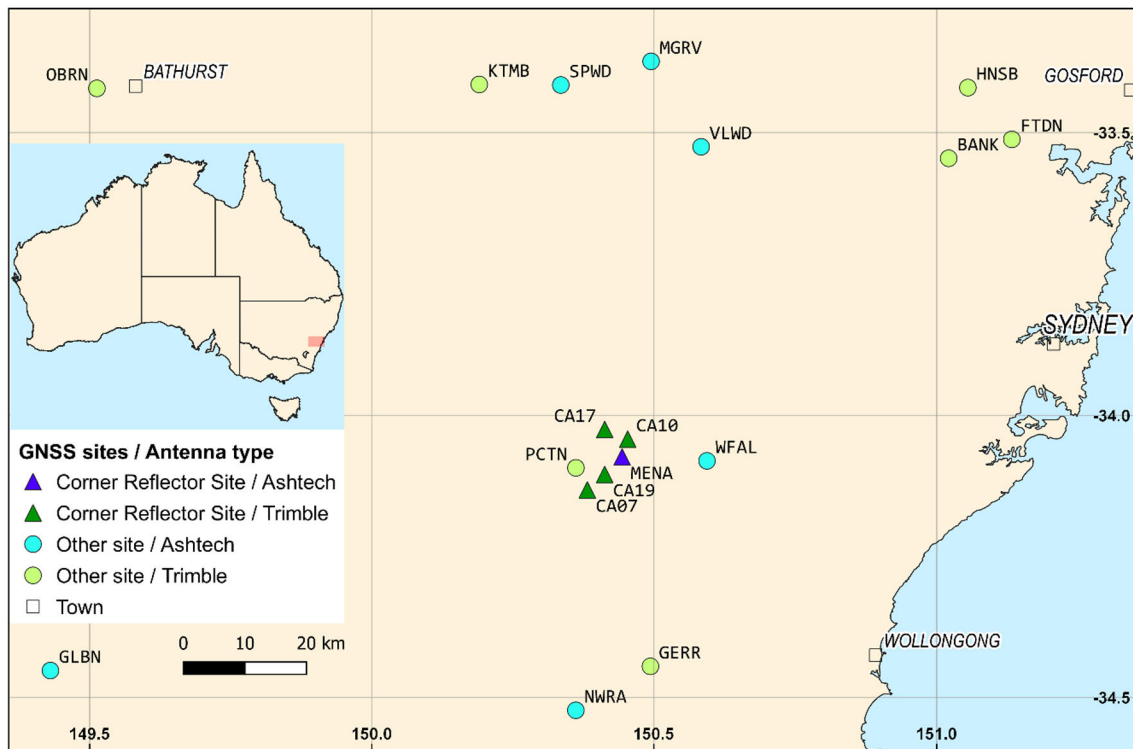 MGRV
OBRN
BATHURST
KTMB
SPWD
HNSB
GOSFORD
-33.5
VLWD
FTDN
BANK
SYDNEY
CA17
CA10
-34.0
PCTN
WFAL
MENA
CA19
CA07
GNSS sites / Antenna type
Corner Reflector Site / Ashtech
Corner Reflector Site / Trimble
Other site / Ashtech
Other site / Trimble
Town
0 10 20 km
GLBN
GERR
WOLLONGONG
NWRA
-34.5
149.5 150.0 150.5 151.0